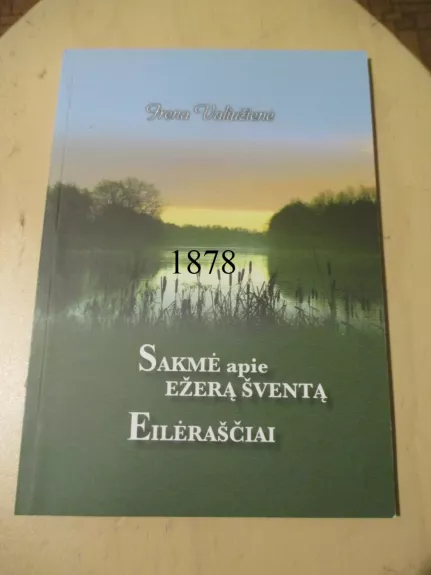 Irena Valiužienė
1878
SAKMĖ apie
EŽERĄ ŠVENTĄ
EILĖRAŠČIAI